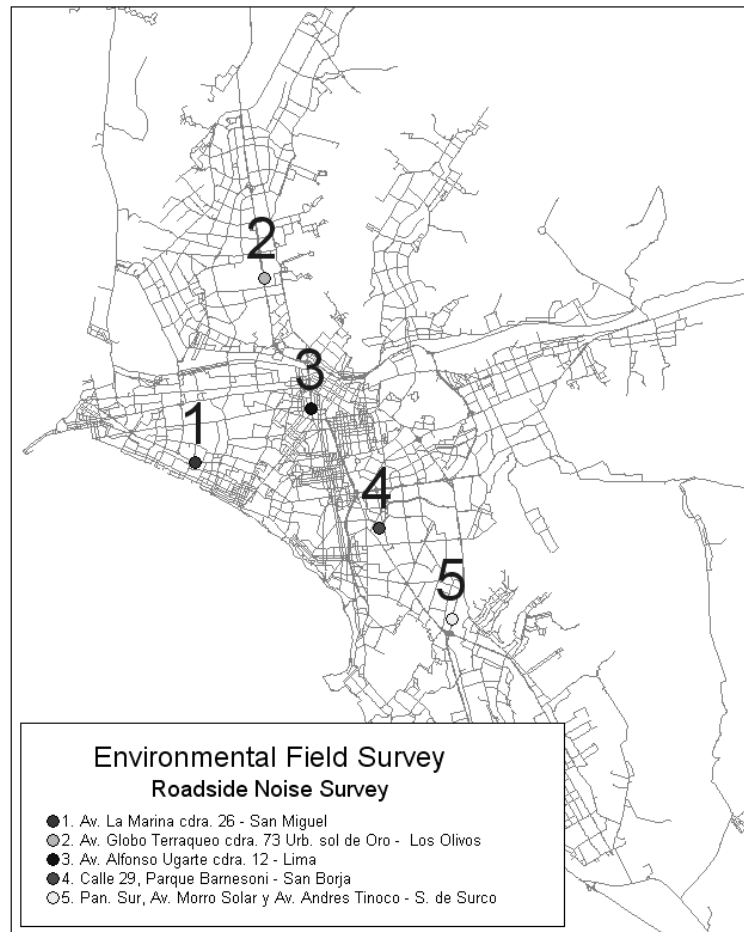 2
3
1
4
5
Environmental Field Survey
Roadside Noise Survey
1. Av. La Marina cdra. 26 - San Miguel
2. Av. Globo Terraqueo cdra. 73 Urb. sol de Oro - Los Olivos
3. Av. Alfonso Ugarte cdra. 12 - Lima
4. Calle 29, Parque Barnesoni - San Borja
5. Pan. Sur, Av. Morro Solar y Av. Andres Tinoco - S. de Surco